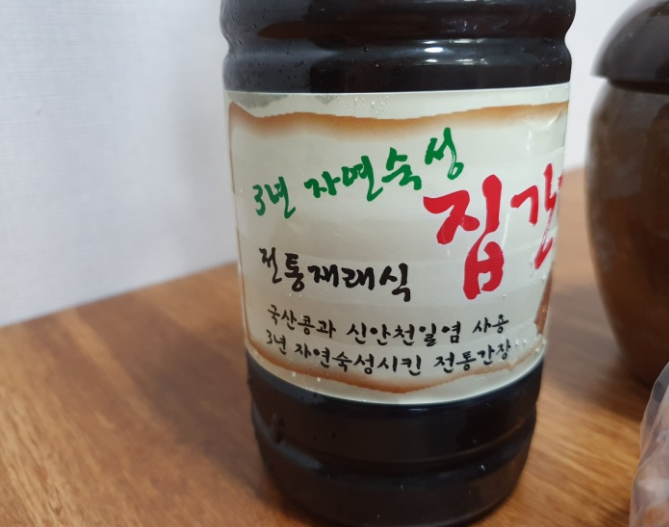 3년 자연숙성
집간
전통재래식
국산콩과 신안천일염 사용
3년 자연숙성시킨 전통간장